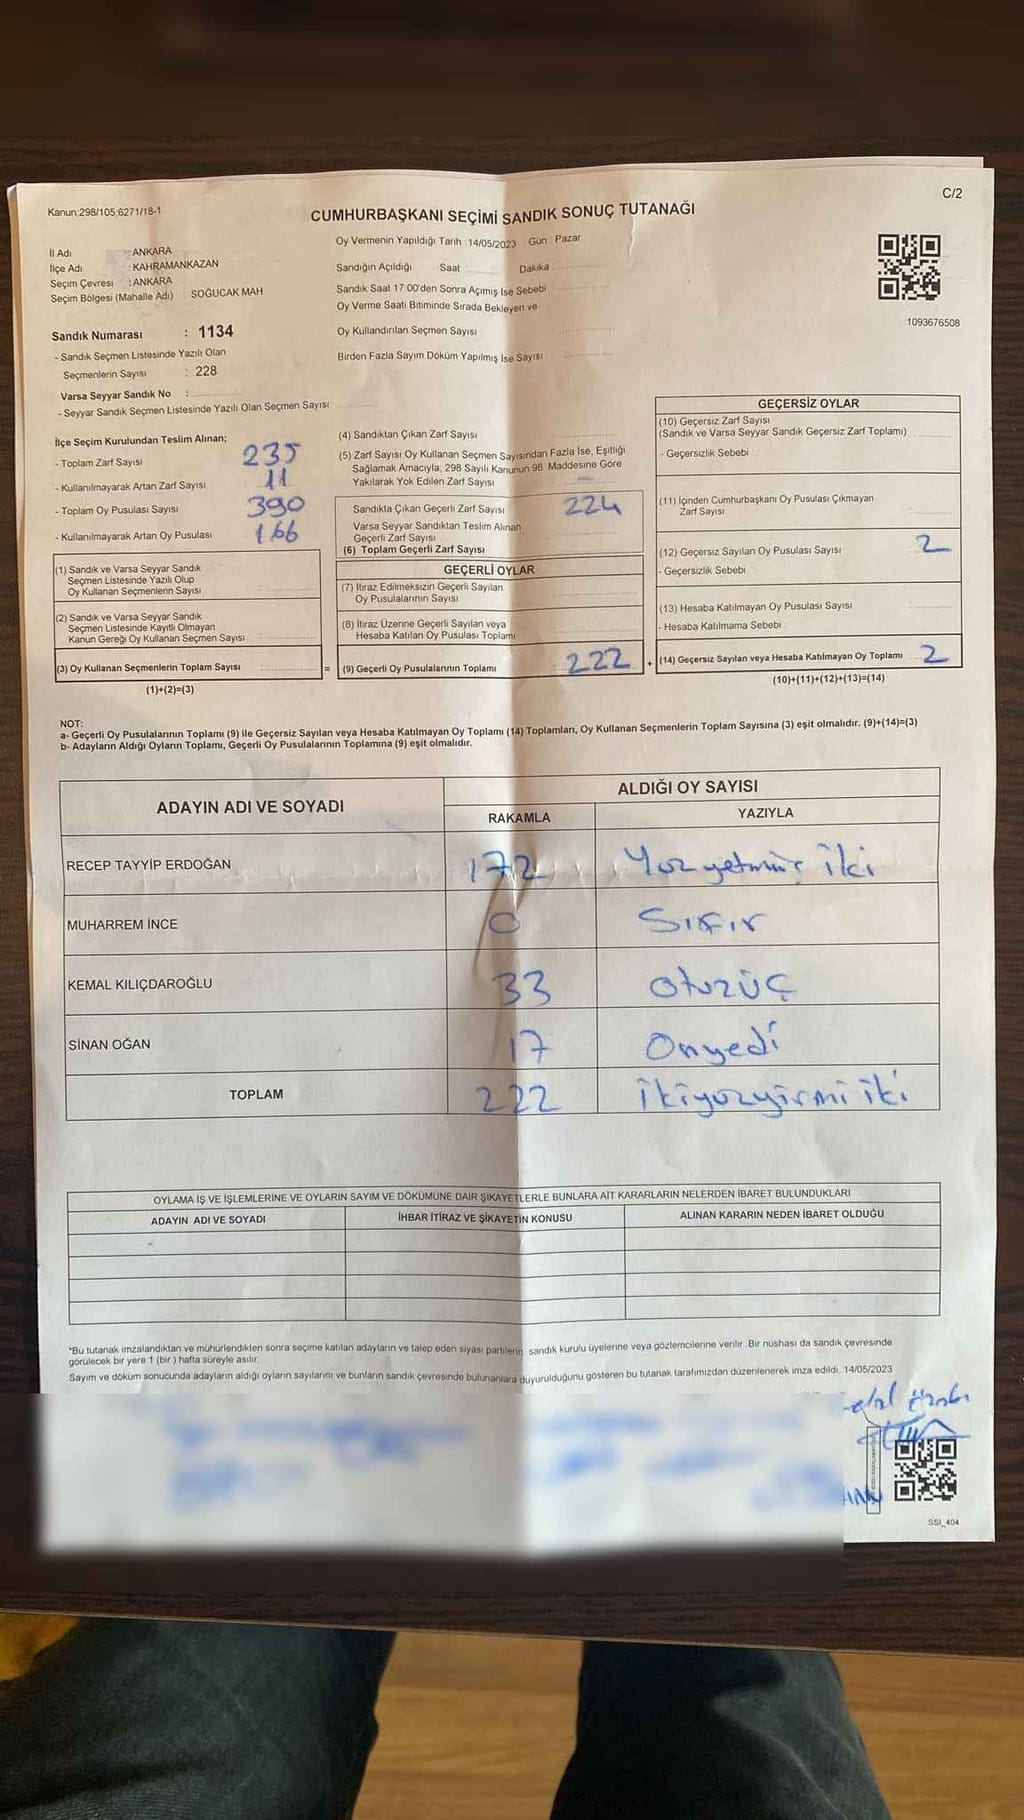 Kanun:298/105,6271/18-1
C/2
CUMHURBAŞKANI SEÇİMİ SANDIK SONUÇ TUTANAĞI
İl Adı : ANKARA
İlçe Adı : KAHRAMANKAZAN
Seçim Çevresi : ANKARA
Seçim Bölgesi (Mahalle Adı) SOĞUCAK MAH
Oy Vermenin Yapıldığı Tarih : 14/05/2023 Gün : Pazar
Sandığın Açıldığı Saat Dakika
Sandık Saat 17:00'den Sonra Açımış İse Sebebi
Oy Verme Saati Bitiminde Sırada Bekleyen ve
Oy Kullandırılan Seçmen Sayısı
Birden Fazla Sayım Döküm Yapılmış İse Sayısı
1093676508
Sandık Numarası : 1134
- Sandık Seçmen Listesinde Yazılı Olan
Seçmenlerin Sayısı : 228
Varsa Seyyar Sandık No :
- Seyyar Sandık Seçmen Listesinde Yazılı Olan Seçmen Sayısı
İlçe Seçim Kurulundan Teslim Alınan;
- Toplam Zarf Sayısı 235
- Kullanılmayarak Artan Zarf Sayısı 11
- Toplam Oy Pusulası Sayısı 390
- Kullanılmayarak Artan Oy Pusulası 166
(1) Sandık ve Varsa Seyyar Sandık
Seçmen Listesinde Yazılı Olup
Oy Kullanan Seçmenlerin Sayısı
(2) Sandık ve Varsa Seyyar Sandık
Seçmen Listesinde Kayıtlı Olmayan
Kanun Gereği Oy Kullanan Seçmen Sayısı
(3) Oy Kullanan Seçmenlerin Toplam Sayısı
(1)+(2)=(3)
(4) Sandıktan Çıkan Zarf Sayısı
(5) Zarf Sayısı Oy Kullanan Seçmen Sayısından Fazla İse, Eşitliği
Sağlamak Amacıyla; 298 Sayılı Kanunun 98. Maddesine Göre
Yakılarak Yok Edilen Zarf Sayısı
Sandıkta Çıkan Geçerli Zarf Sayısı 224
Varsa Seyyar Sandıktan Teslim Alınan
Geçerli Zarf Sayısı
(6) Toplam Geçerli Zarf Sayısı
GEÇERLİ OYLAR
(7) İtiraz Edilmeksizin Geçerli Sayılan
Oy Pusulalarının Sayısı
(8) İtiraz Üzerine Geçerli Sayılan veya
Hesaba Katılan Oy Pusulası Toplamı
= (9) Geçerli Oy Pusulalarının Toplamı 222 +
GEÇERSİZ OYLAR
(10) Geçersiz Zarf Sayısı
(Sandık ve Varsa Seyyar Sandık Geçersiz Zarf Toplamı)
- Geçersizlik Sebebi
(11) İçinden Cumhurbaşkanı Oy Pusulası Çıkmayan
Zarf Sayısı
(12) Geçersiz Sayılan Oy Pusulası Sayısı 2
- Geçersizlik Sebebi
(13) Hesaba Katılmayan Oy Pusulası Sayısı
- Hesaba Katılmama Sebebi
(14) Geçersiz Sayılan veya Hesaba Katılmayan Oy Toplamı 2
(10)+(11)+(12)+(13)=(14)
NOT:
a- Geçerli Oy Pusulalarının Toplamı (9) ile Geçersiz Sayılan veya Hesaba Katılmayan Oy Toplamı (14) Toplamları, Oy Kullanan Seçmenlerin Toplam Sayısına (3) eşit olmalıdır. (9)+(14)=(3)
b- Adayların Aldığı Oyların Toplamı, Geçerli Oy Pusulalarının Toplamına (9) eşit olmalıdır.
ADAYIN ADI VE SOYADI
ALDIĞI OY SAYISI
RAKAMLA YAZIYLA
RECEP TAYYİP ERDOĞAN 172 Yüzyetmiş iki
MUHARREM İNCE 0 Sıfır
KEMAL KILIÇDAROĞLU 33 otuzüç
SİNAN OĞAN 17 Onyedi
TOPLAM 222 ikiyüzyirmi iki
OYLAMA İŞ VE İŞLEMLERİNE VE OYLARIN SAYIM VE DÖKÜMÜNE DAİR ŞİKAYETLERLE BUNLARA AİT KARARLARIN NELERDEN İBARET BULUNDUKLARI
ADAYIN ADI VE SOYADI İHBAR İTİRAZ VE ŞİKAYETİN KONUSU ALINAN KARARIN NEDEN İBARET OLDUĞU
*Bu tutanak imzalandıktan ve mühürlendikten sonra seçime katılan adayların ve talep eden siyasi partilerin sandık kurulu üyelerine veya gözlemcilerine verilir. Bir nüshası da sandık çevresinde
görülecek bir yere 1 (bir) hafta süreyle asılır.
Sayım ve döküm sonucunda adayların aldığı oyların sayılarını ve bunların sandık çevresinde bulunanlara duyurulduğunu gösteren bu tutanak tarafımızdan düzenlenerek imza edildi. 14/05/2023
SSI_404